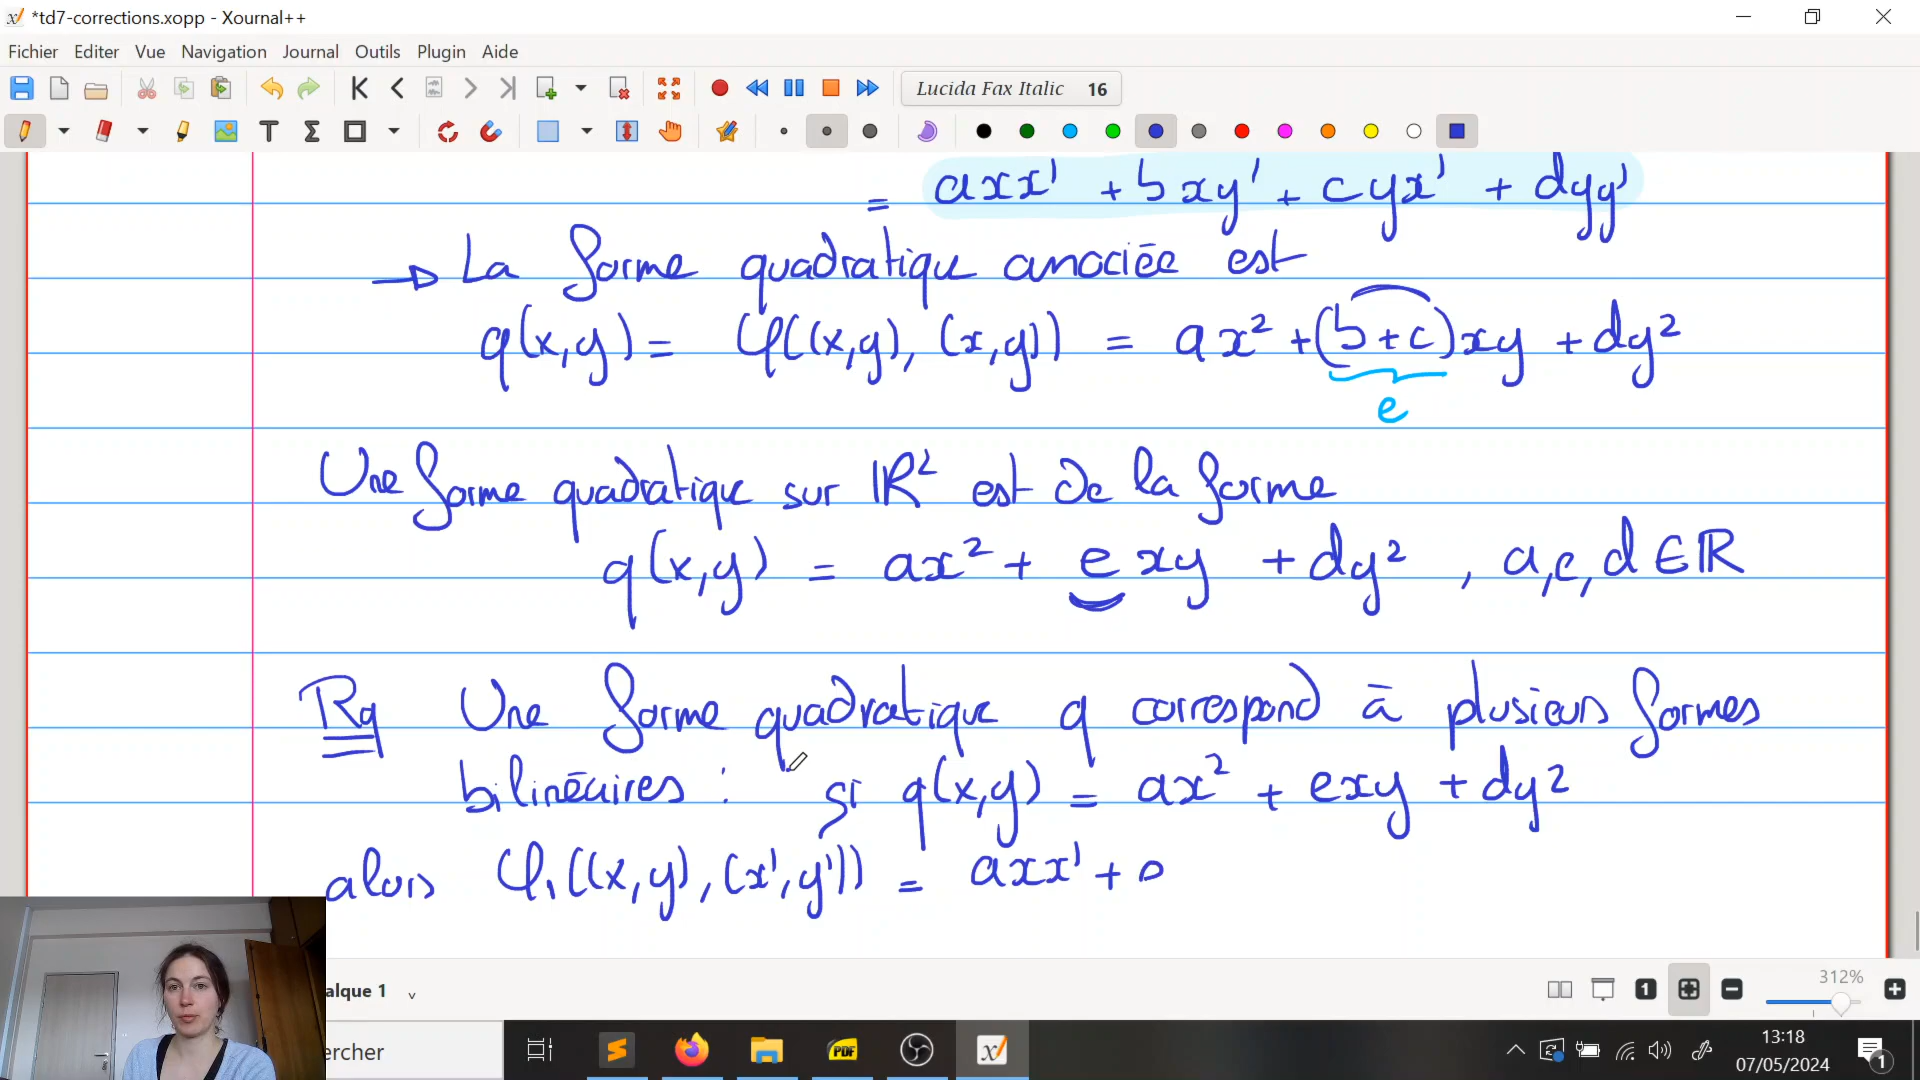 *td7-corrections.xopp - Xournal++
Fichier Editer Vue Navigation Journal Outils Plugin Aide
Lucida Fax Italic 16
= axx' + bxy' + cyx' + dyy'
→ La forme quadratique associée est
q(x,y) = φ((x,y), (x,y)) = ax² + (b+c)xy + dy²
e
Une forme quadratique sur ℝ² est de la forme
q(x,y) = ax² + e xy + dy² , a,e,d ∈ ℝ
Rq Une forme quadratique q correspond à plusieurs formes
bilinéaires : si q(x,y) = ax² + exy + dy²
alors φ₁((x,y), (x',y')) = axx' + o
alque 1
312%
ercher
13:18
07/05/2024
1